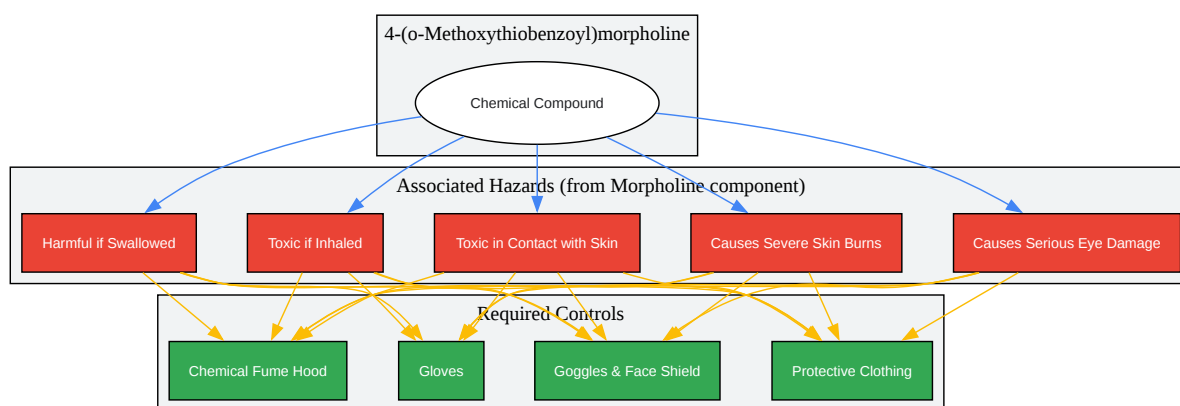 4-(o-Methoxythiobenzoyl)morpholine
Chemical Compound
Associated Hazards (from Morpholine component)
Harmful if Swallowed
Toxic if Inhaled
Toxic in Contact with Skin
Causes Severe Skin Burns
Causes Serious Eye Damage
Required Controls
Chemical Fume Hood
Gloves
Goggles & Face Shield
Protective Clothing